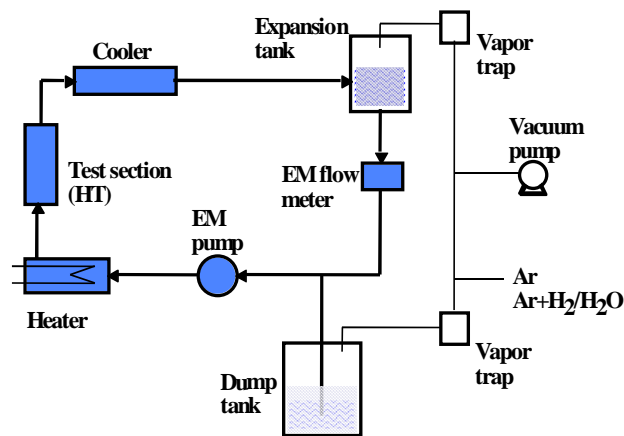 Expansion
tank
Cooler
Vapor
trap
Vacuum
pump
Test section
(HT)
EM flow
meter
EM
pump
Ar
Ar+H2/H2O
Heater
Vapor
trap
Dump
tank